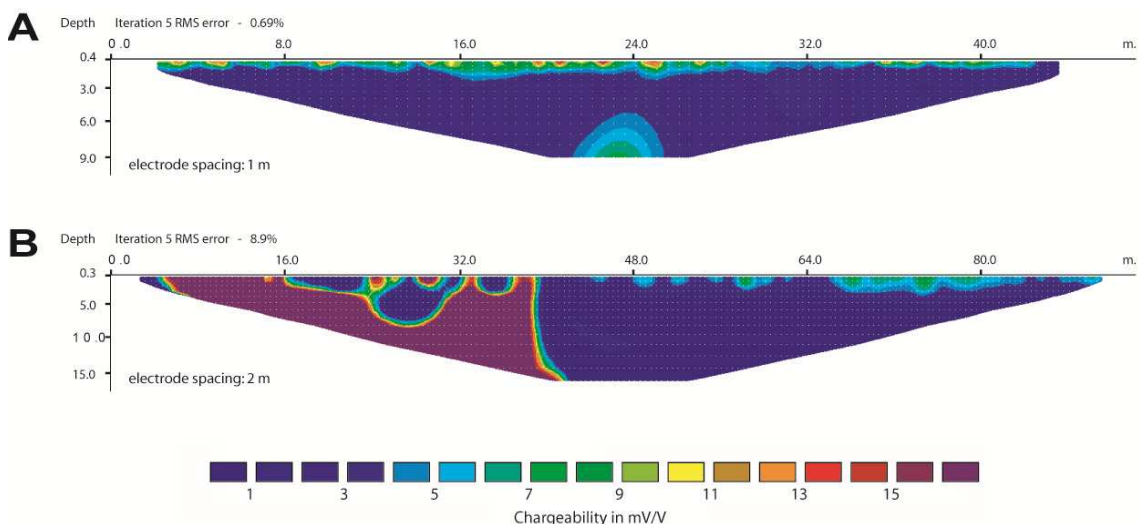 A
Depth Iteration 5 RMS error - 0.69%
0 .0 8.0 16.0 24.0 32.0 40.0 m.
0.4
3.0
6.0
9.0
electrode spacing: 1 m
B
Depth Iteration 5 RMS error - 8.9%
0 .0 16.0 32.0 48.0 64.0 80.0 m.
0.3
5.0
1 0 .0
15.0
electrode spacing: 2 m
1 3 5 7 9 11 13 15
Chargeability in mV/V